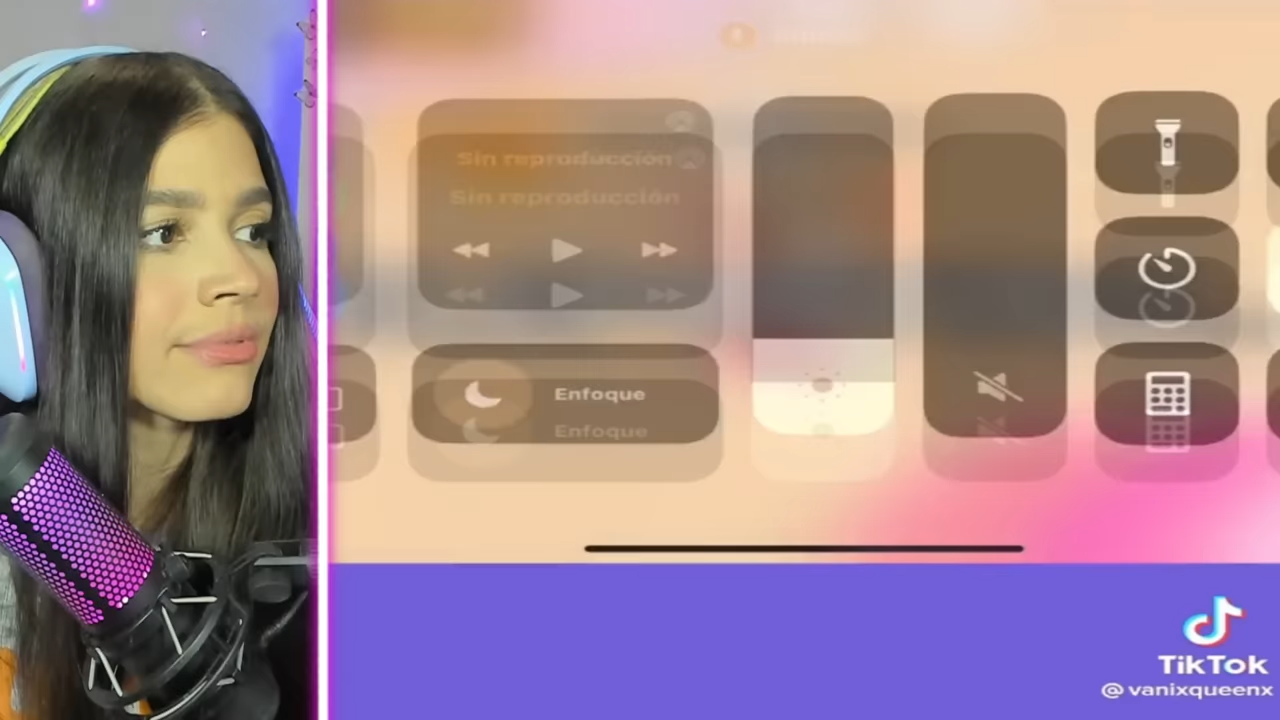 Sin reproducción
Sin reproducción
Enfoque
Enfoque
TikTok
@vanixqueenx